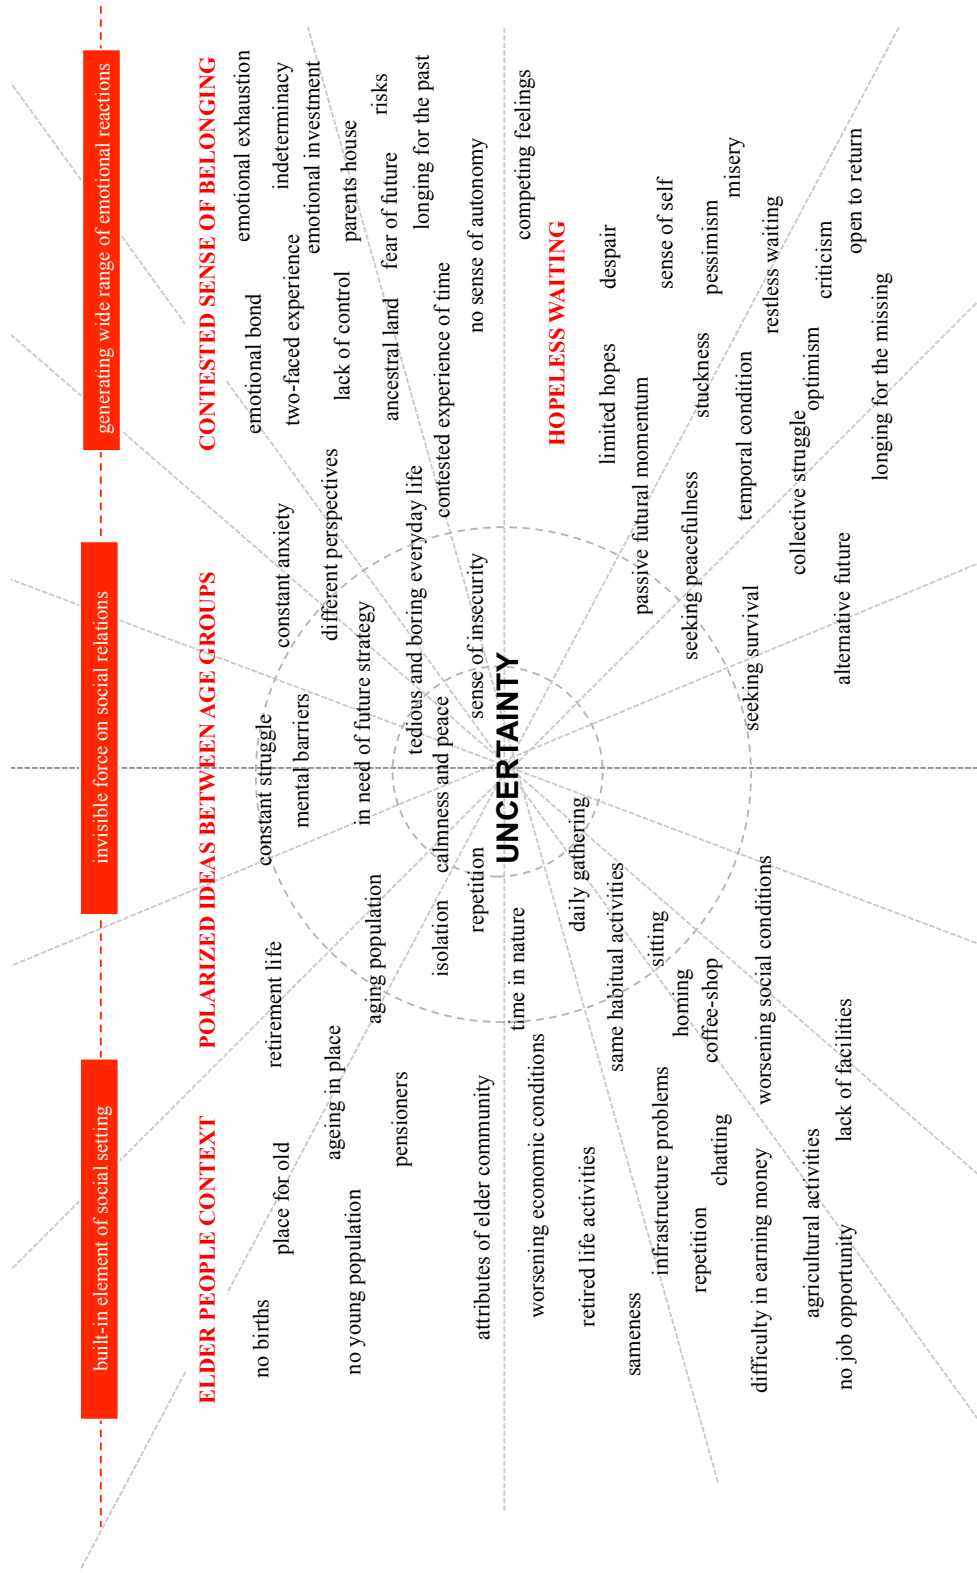 built-in element of social setting
invisible force on social relations
generating wide range of emotional reactions
ELDER PEOPLE CONTEXT
POLARIZED IDEAS BETWEEN AGE GROUPS
CONTESTED SENSE OF BELONGING
no births
place for old
retirement life
no young population
ageing in place
pensioners
aging population
isolation
attributes of elder community
repetition
constant struggle
mental barriers
constant anxiety
different perspectives
in need of future strategy
tedious and boring everyday life
calmness and peace
sense of insecurity
emotional bond
emotional exhaustion
two-faced experience
indeterminacy
emotional investment
lack of control
parents house
risks
ancestral land
fear of future
longing for the past
contested experience of time
no sense of autonomy
UNCERTAINTY
competing feelings
time in nature
worsening economic conditions
retired life activities
daily gathering
sameness
same habitual activities
infrastructure problems
sitting
homing
coffee-shop
repetition
chatting
difficulty in earning money
worsening social conditions
agricultural activities
no job opportunity
lack of facilities
HOPELESS WAITING
limited hopes
despair
passive futural momentum
sense of self
seeking peacefulness
stuckness
pessimism
misery
seeking survival
temporal condition
restless waiting
collective struggle
optimism
criticism
alternative future
open to return
longing for the missing